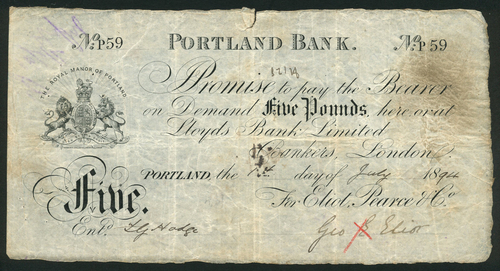 No. P59 PORTLAND BANK. No. P59
THE ROYAL MANOR OF PORTLAND
Promise to pay the Bearer
on Demand Five Pounds, here or at
Lloyds Bank Limited
Bankers, London.
PORTLAND, the 1st day of July 1894
Five. For Eliot, Pearce & Co.
Entd. Geo Eliot